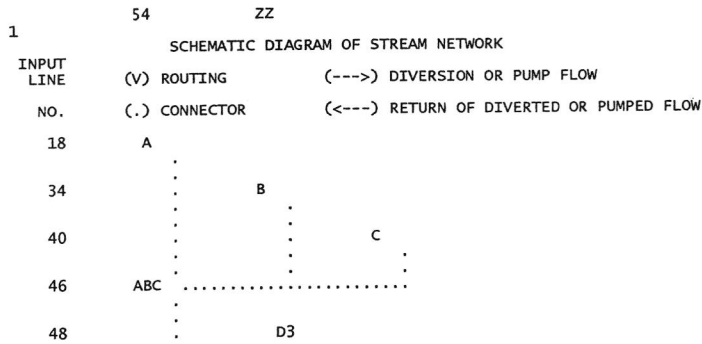 54 ZZ
1
SCHEMATIC DIAGRAM OF STREAM NETWORK
INPUT
LINE (V) ROUTING (--->) DIVERSION OR PUMP FLOW
NO. (.) CONNECTOR (<---) RETURN OF DIVERTED OR PUMPED FLOW
18 A
34 B
40 C
46 ABC ........................
48 D3